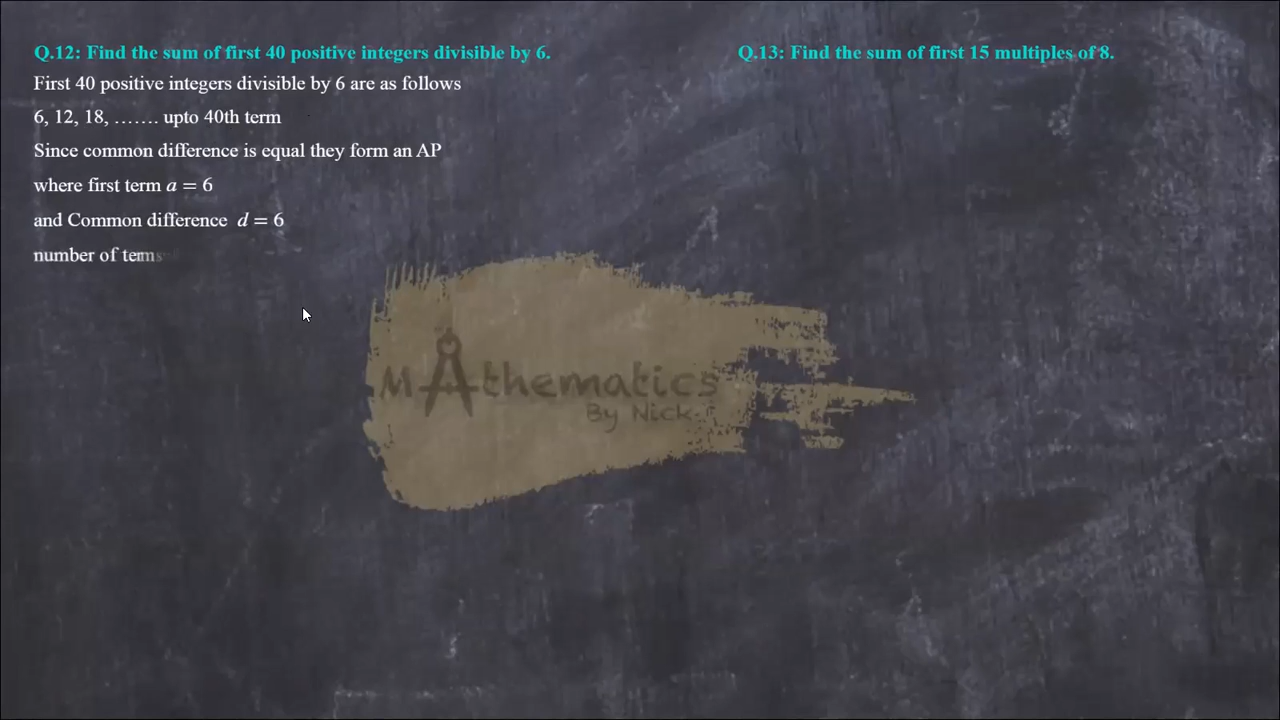 Q.12: Find the sum of first 40 positive integers divisible by 6.
First 40 positive integers divisible by 6 are as follows
6, 12, 18, ……. upto 40th term
Since common difference is equal they form an AP
where first term a = 6
and Common difference d = 6
number of terms
Q.13: Find the sum of first 15 multiples of 8.
MAthematics
By Nick